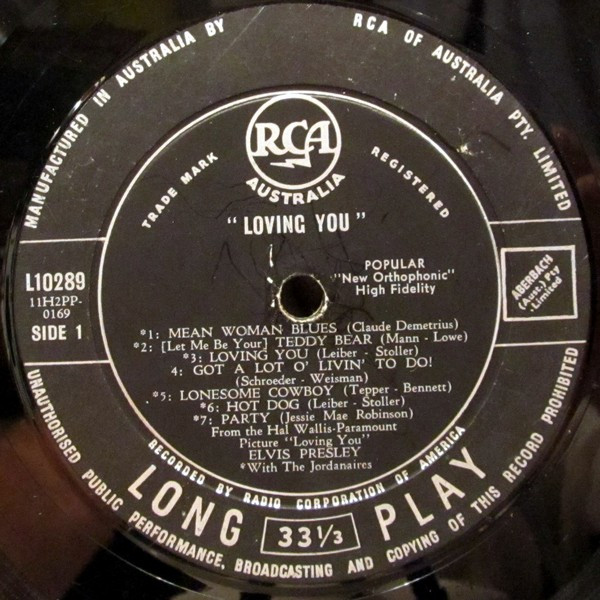 MANUFACTURED IN AUSTRALIA BY RCA OF AUSTRALIA PTY. LIMITED
RCA
AUSTRALIA
TRADE MARK
REGISTERED
"LOVING YOU"
POPULAR
"New Orthophonic"
High Fidelity
L10289
11H2PP-
0169
SIDE 1
ABERBACH
(Aust.) Pty
Limited
*1: MEAN WOMAN BLUES (Claude Demetrius)
*2: [Let Me Be Your] TEDDY BEAR (Mann - Lowe)
*3: LOVING YOU (Leiber - Stoller)
4: GOT A LOT O' LIVIN' TO DO!
(Schroeder - Weisman)
*5: LONESOME COWBOY (Tepper - Bennett)
*6: HOT DOG (Leiber - Stoller)
*7: PARTY (Jessie Mae Robinson)
From the Hal Wallis-Paramount
Picture "Loving You"
ELVIS PRESLEY
*With The Jordanaires
RECORDED BY RADIO CORPORATION OF AMERICA
LONG 33 1/3 PLAY
UNAUTHORISED PUBLIC PERFORMANCE, BROADCASTING AND COPYING OF THIS RECORD PROHIBITED